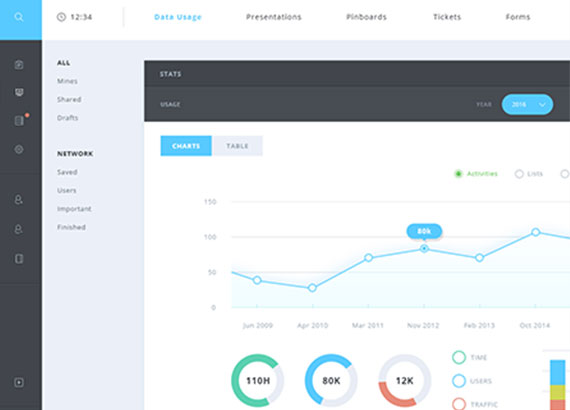 12:34
Data Usage Presentations Pinboards Tickets Forms
ALL
Mines
Shared
Drafts
NETWORK
Saved
Users
Important
Finished
STATS
USAGE
YEAR 2016
CHARTS TABLE
Activities Lists
150
100
50
0
80k
Jun 2009 Apr 2010 Mar 2011 Nov 2012 Feb 2013 Oct 2014
110H 80K 12K
TIME
USERS
TRAFFIC